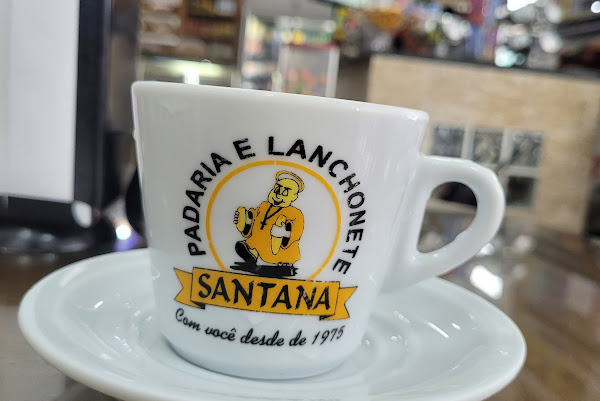 PADARIA E LANCHONETE
SANTANA
Com você desde de 1975